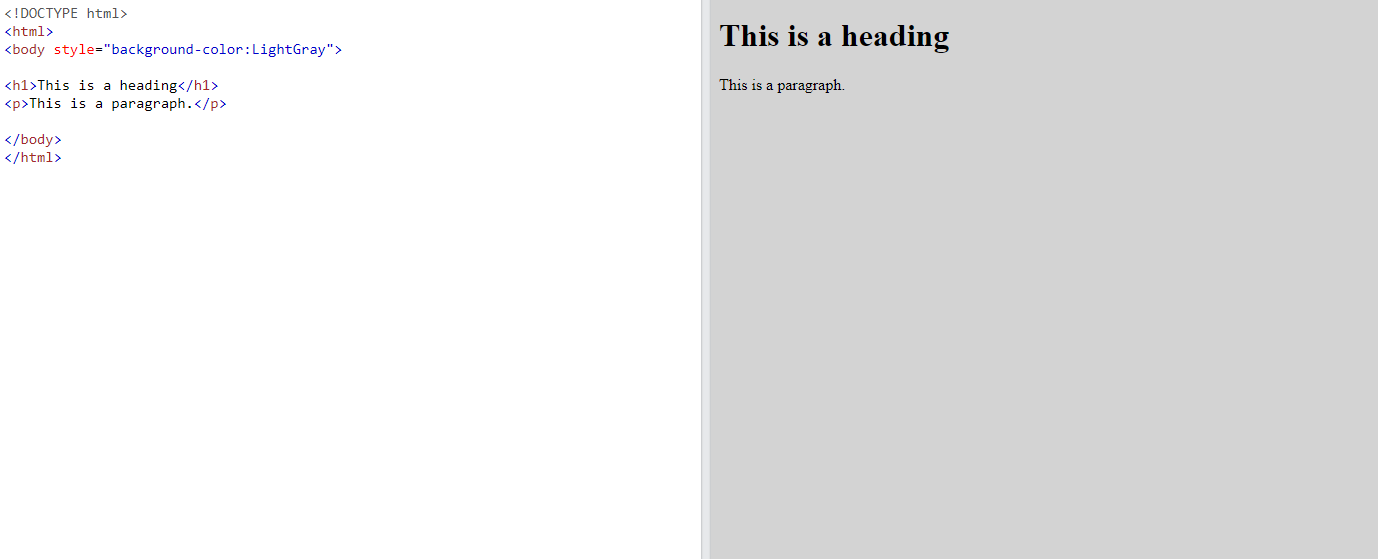 <!DOCTYPE html>
<html>
<body style="background-color:LightGray">
<h1>This is a heading</h1>
<p>This is a paragraph.</p>
</body>
</html>
This is a heading
This is a paragraph.